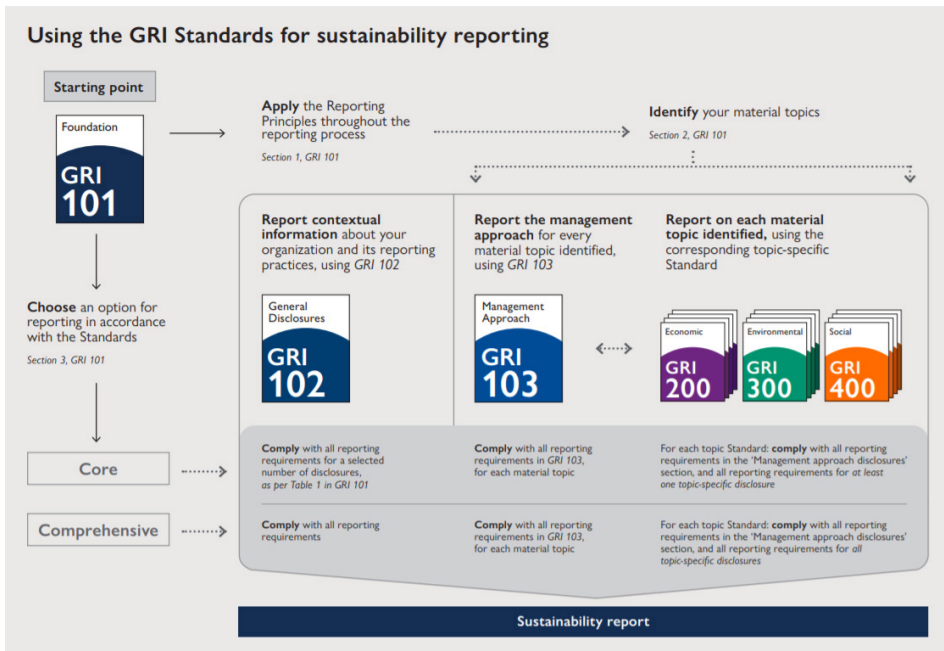 Using the GRI Standards for sustainability reporting
Starting point
Foundation
GRI
101
Apply the Reporting
Principles throughout the
reporting process
Section 1, GRI 101
Identify your material topics
Section 2, GRI 101
Choose an option for
reporting in accordance
with the Standards
Section 3, GRI 101
Report contextual
information about your
organization and its reporting
practices, using GRI 102
General
Disclosures
GRI
102
Report the management
approach for every
material topic identified,
using GRI 103
Management
Approach
GRI
103
Report on each material
topic identified, using the
corresponding topic-specific
Standard
Economic
GRI
200
Environmental
GRI
300
Social
GRI
400
Core
Comply with all reporting
requirements for a selected
number of disclosures,
as per Table 1 in GRI 101
Comply with all reporting
requirements in GRI 103,
for each material topic
For each topic Standard: comply with all reporting
requirements in the ‘Management approach disclosures’
section, and all reporting requirements for at least
one topic-specific disclosure
Comprehensive
Comply with all reporting
requirements
Comply with all reporting
requirements in GRI 103,
for each material topic
For each topic Standard: comply with all reporting
requirements in the ‘Management approach disclosures’
section, and all reporting requirements for all
topic-specific disclosures
Sustainability report